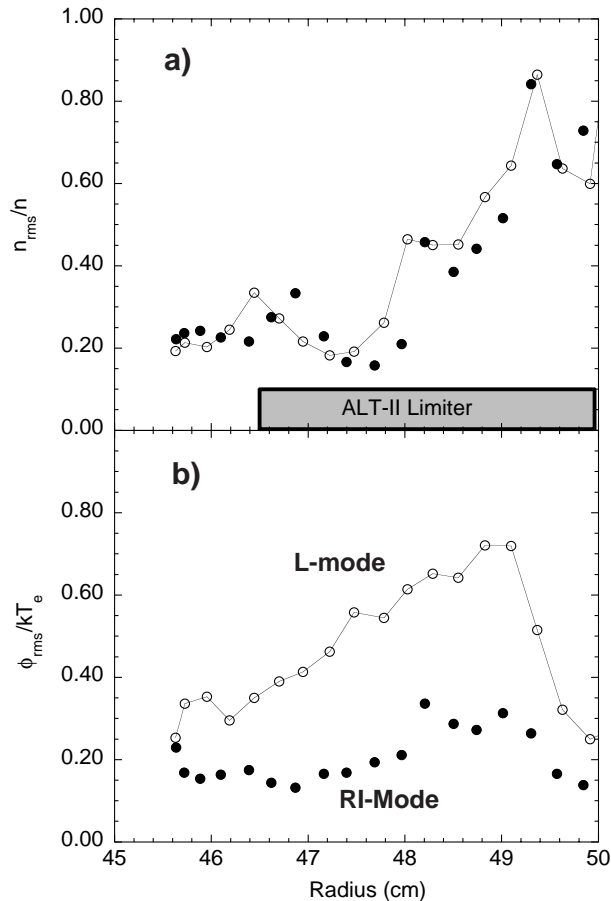 a)
1.00
0.80
0.60
0.40
0.20
0.00
n_rms/n
ALT-II Limiter
b)
0.80
0.60
0.40
0.20
0.00
ϕ_rms/kT_e
L-mode
RI-Mode
45 46 47 48 49 50
Radius (cm)